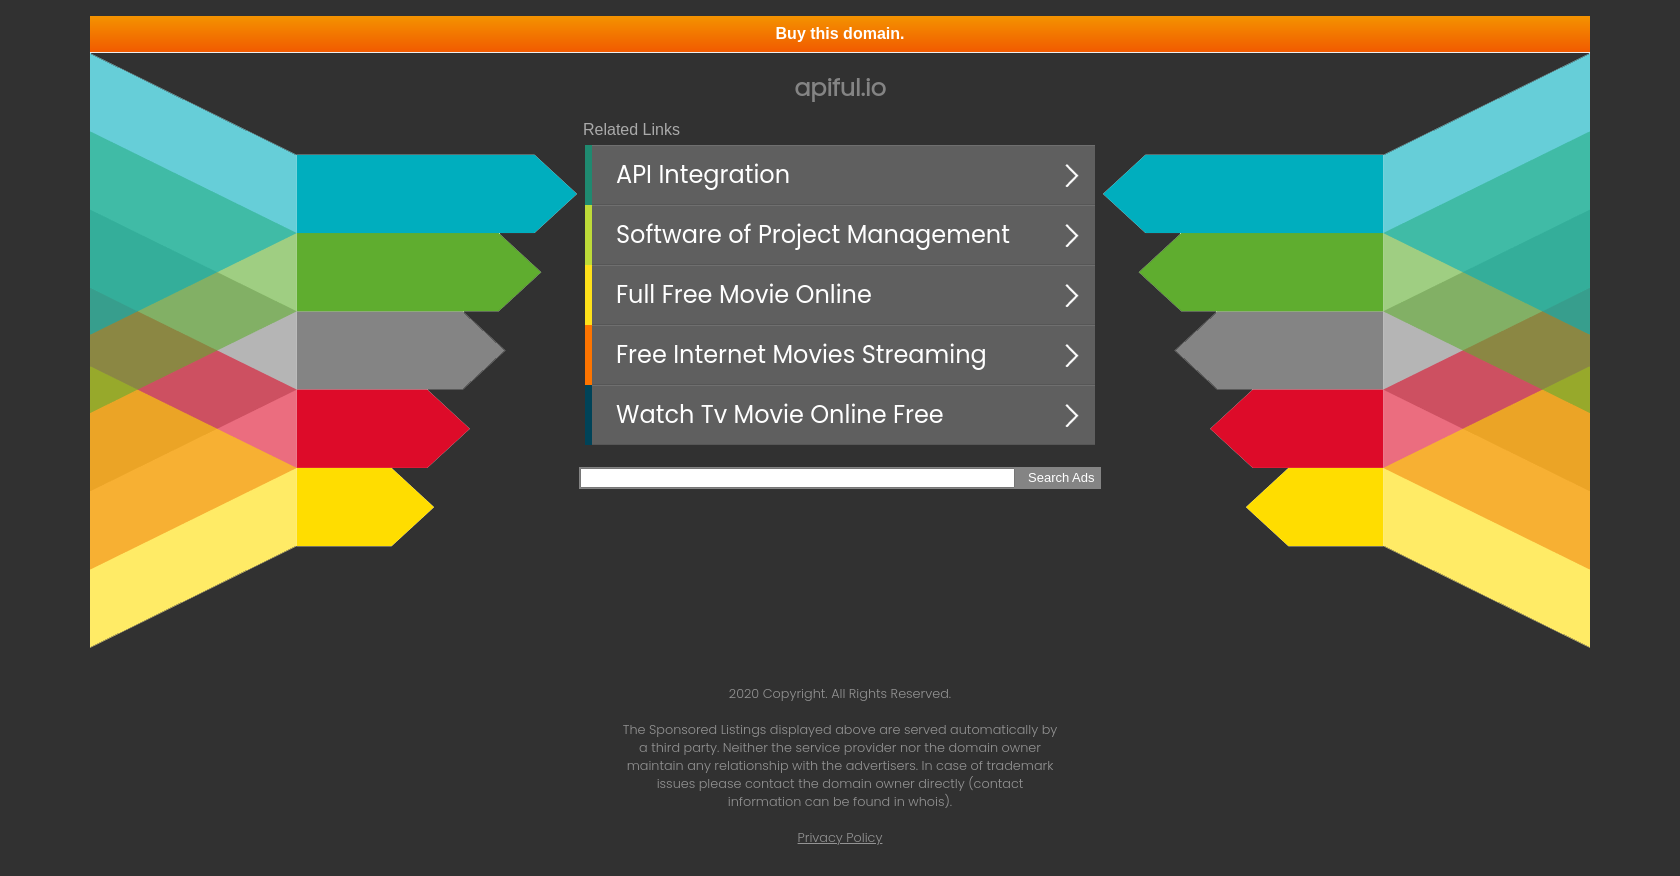 Buy this domain.
apiful.io
Related Links
API Integration
Software of Project Management
Full Free Movie Online
Free Internet Movies Streaming
Watch Tv Movie Online Free
Search Ads
2020 Copyright. All Rights Reserved.
The Sponsored Listings displayed above are served automatically by
a third party. Neither the service provider nor the domain owner
maintain any relationship with the advertisers. In case of trademark
issues please contact the domain owner directly (contact
information can be found in whois).
Privacy Policy